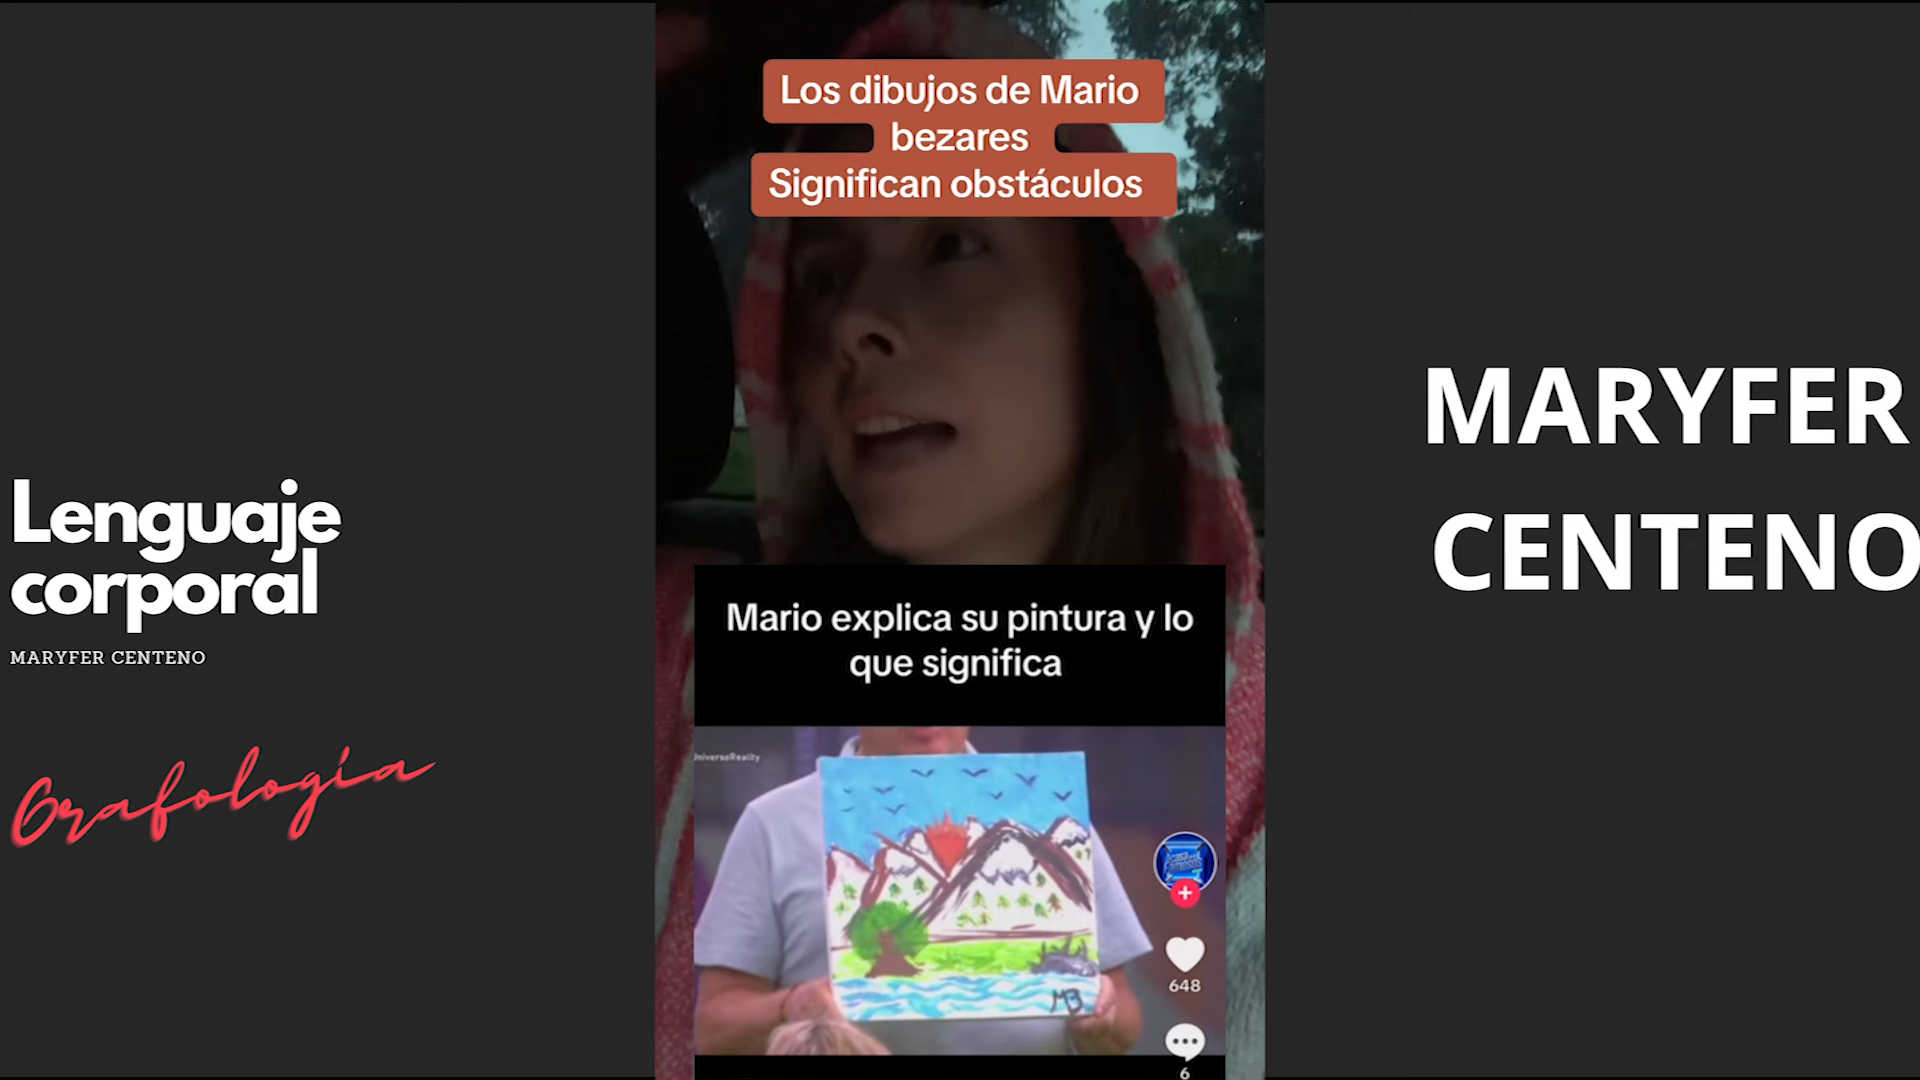 Los dibujos de Mario
bezares
Significan obstáculos
Lenguaje
corporal
MARYFER CENTENO
Grafología
MARYFER
CENTENO
Mario explica su pintura y lo
que significa
UniversoReality
MB
648
6